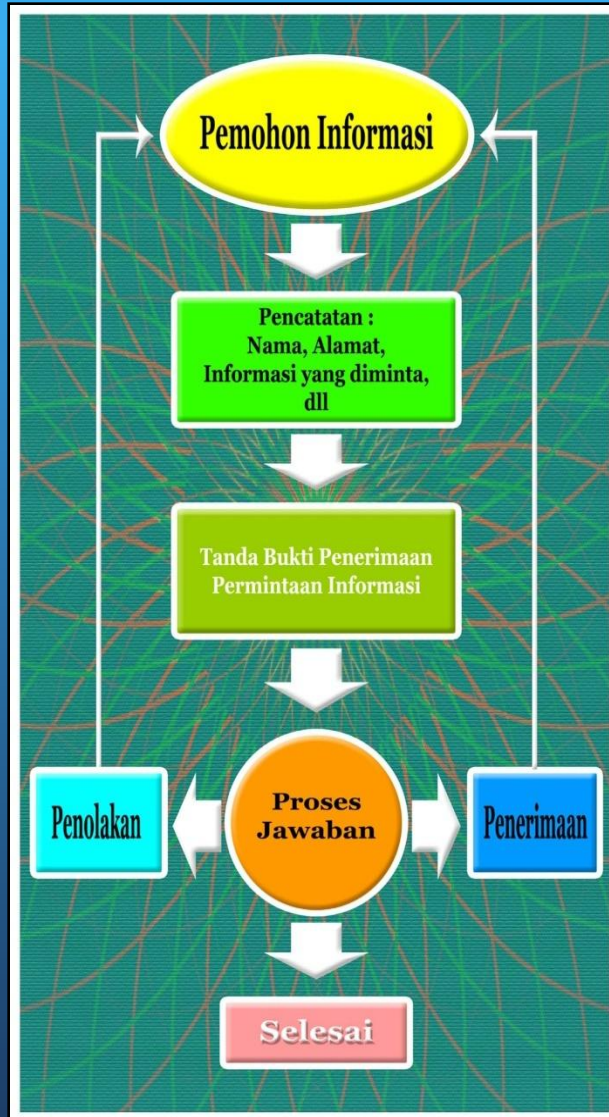 Pemohon Informasi
Pencatatan :
Nama, Alamat,
Informasi yang diminta,
dll
Tanda Bukti Penerimaan
Permintaan Informasi
Penolakan
Proses
Jawaban
Penerimaan
Selesai